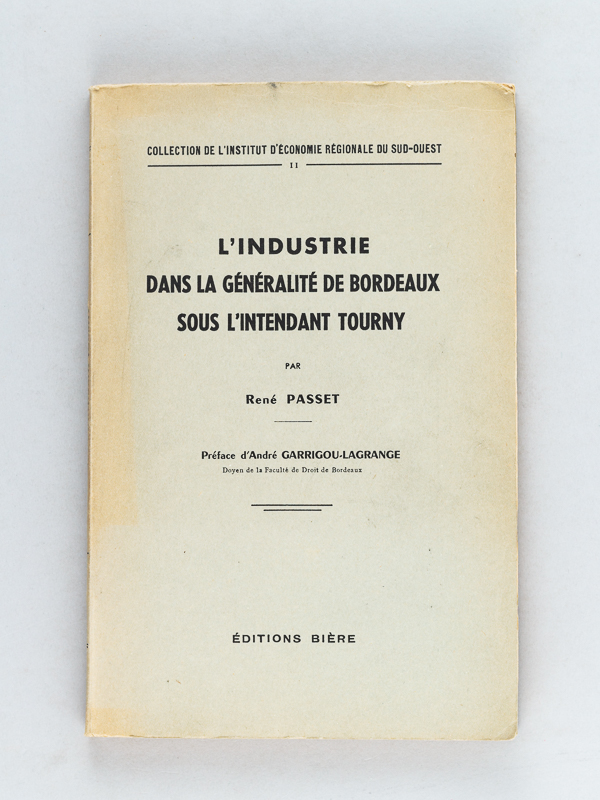 COLLECTION DE L'INSTITUT D'ÉCONOMIE RÉGIONALE DU SUD-OUEST
II
L'INDUSTRIE
DANS LA GÉNÉRALITÉ DE BORDEAUX
SOUS L'INTENDANT TOURNY
PAR
René PASSET
Préface d'André GARRIGOU-LAGRANGE
Doyen de la Faculté de Droit de Bordeaux
ÉDITIONS BIÈRE